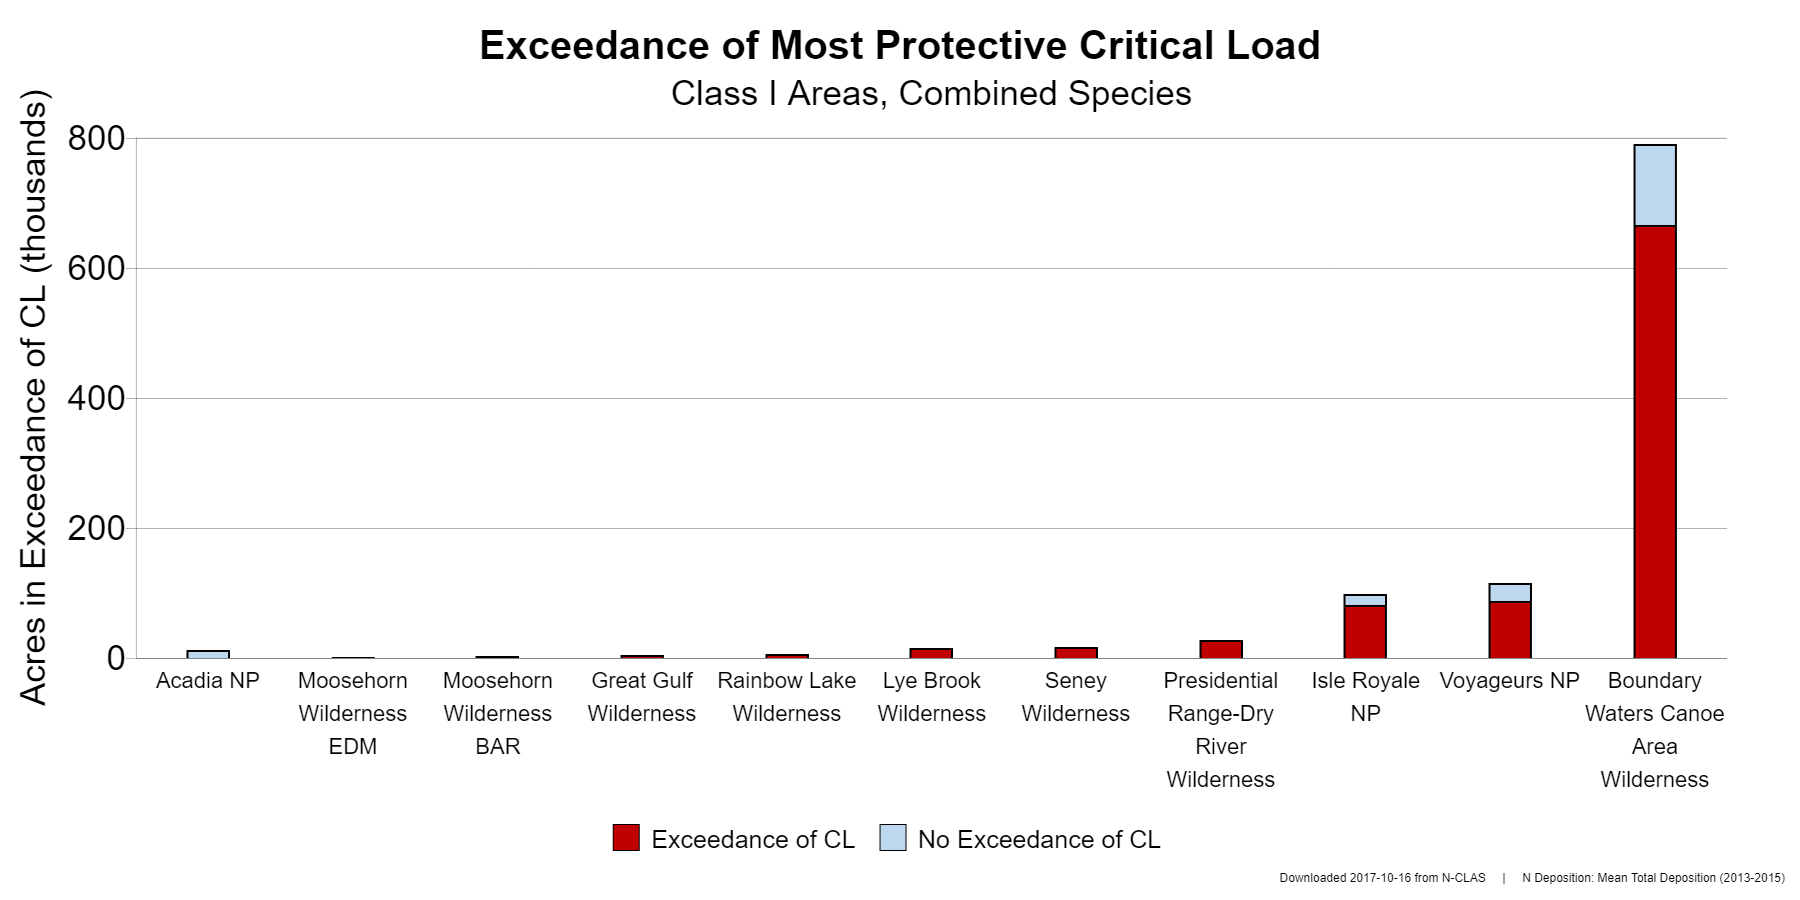 Exceedance of Most Protective Critical Load
Class I Areas, Combined Species
Acres in Exceedance of CL (thousands)
800
600
400
200
0
Acadia NP
Moosehorn
Wilderness
EDM
Moosehorn
Wilderness
BAR
Great Gulf
Wilderness
Rainbow Lake
Wilderness
Lye Brook
Wilderness
Seney
Wilderness
Presidential
Range-Dry
River
Wilderness
Isle Royale
NP
Voyageurs NP
Boundary
Waters Canoe
Area
Wilderness
Exceedance of CL
No Exceedance of CL
Downloaded 2017-10-16 from N-CLAS | N Deposition: Mean Total Deposition (2013-2015)